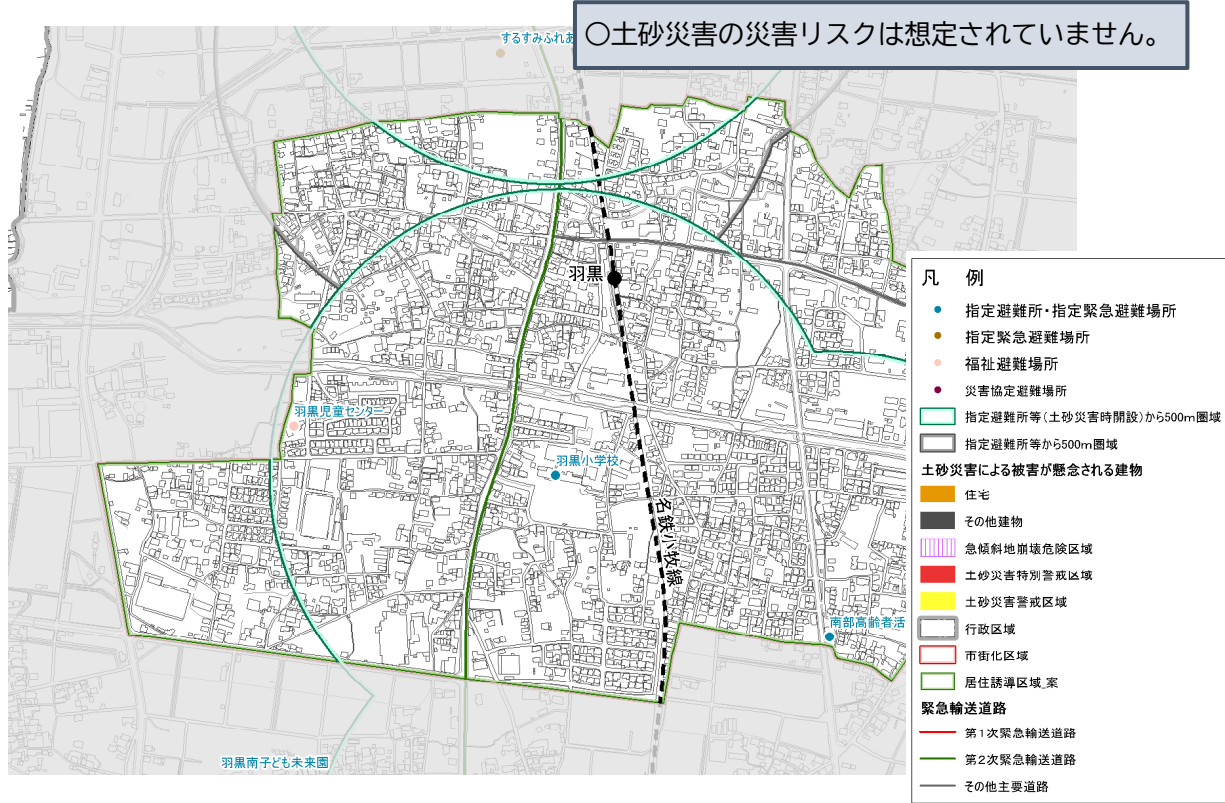 〇土砂災害の災害リスクは想定されていません。
するすみふれあ
羽黒
羽黒児童センター
羽黒小学校
名鉄小牧線
南部高齢者活
羽黒南子ども未来園
凡 例
指定避難所・指定緊急避難場所
指定緊急避難場所
福祉避難場所
災害協定避難場所
指定避難所等(土砂災害時開設)から500m圏域
指定避難所等から500m圏域
土砂災害による被害が懸念される建物
住宅
その他建物
急傾斜地崩壊危険区域
土砂災害特別警戒区域
土砂災害警戒区域
行政区域
市街化区域
居住誘導区域_案
緊急輸送道路
第1次緊急輸送道路
第2次緊急輸送道路
その他主要道路